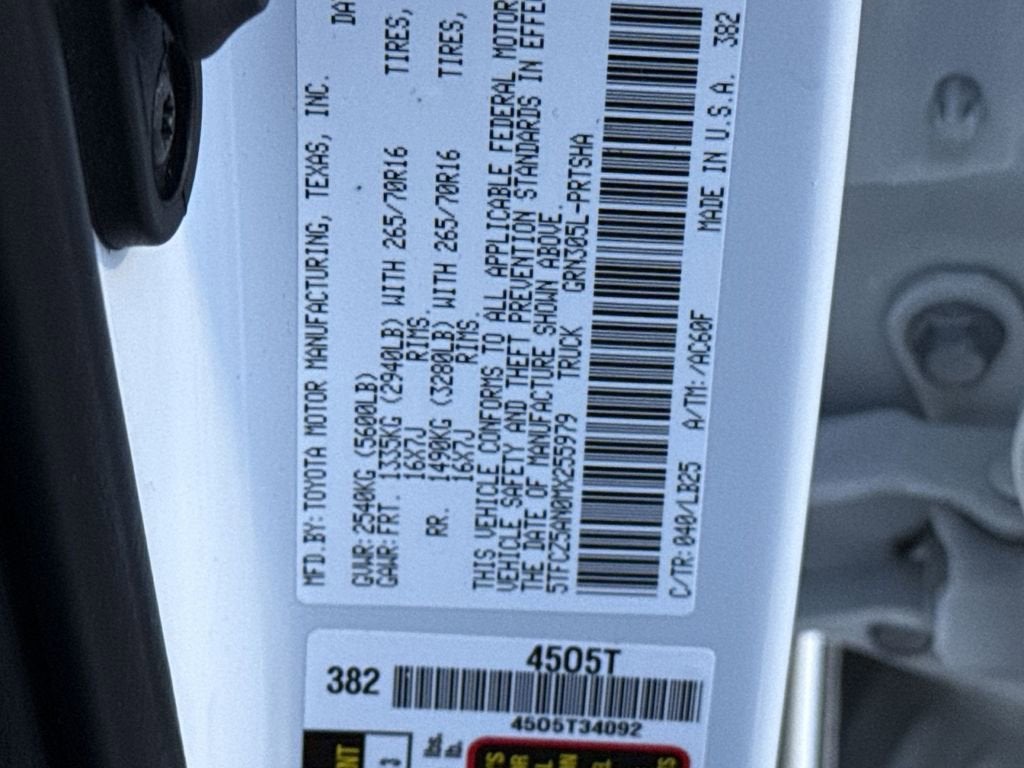 MFD.BY: TOYOTA MOTOR MANUFACTURING, TEXAS, INC. DA
GVWR: 2540KG (5600LB)
GAWR: FRT. 1335KG (2940LB) WITH 265/70R16 TIRES,
16X7J RIMS.
RR. 1490KG (3280LB) WITH 265/70R16 TIRES,
16X7J RIMS.
THIS VEHICLE CONFORMS TO ALL APPLICABLE FEDERAL MOTOR
VEHICLE SAFETY AND THEFT PREVENTION STANDARDS IN EFFE
THE DATE OF MANUFACTURE SHOWN ABOVE.
5TFCZ5AN0MX255979 TRUCK GRN305L-PRTSHA
C/TR: 040/LB25 A/TM: /AC60F MADE IN U.S.A. 382
4505T
382
4505T34092